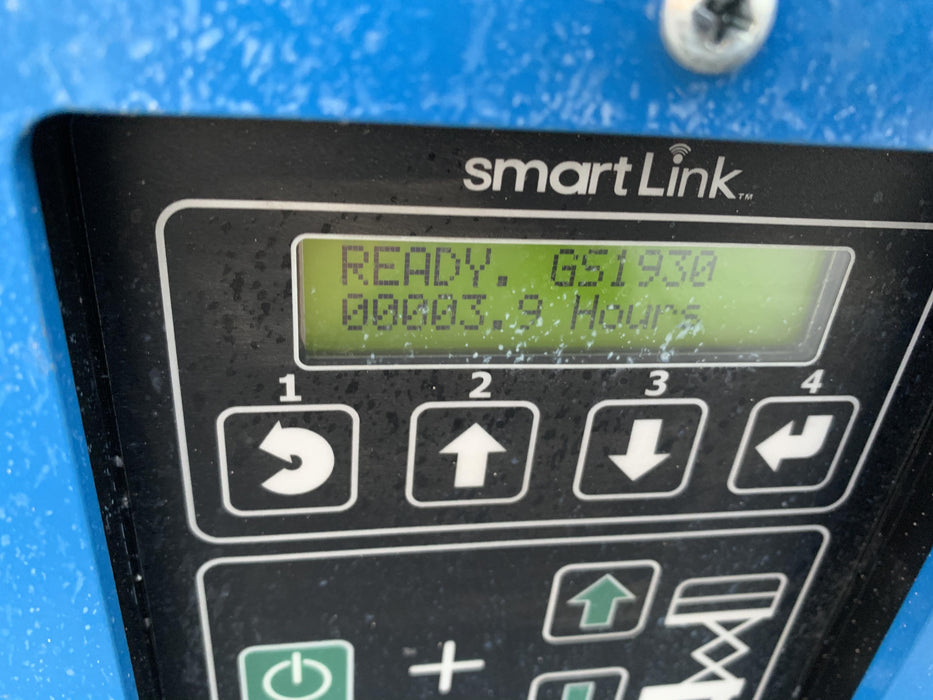 smartLink™
READY. GS1930
00003.9 Hours
1 2 3 4